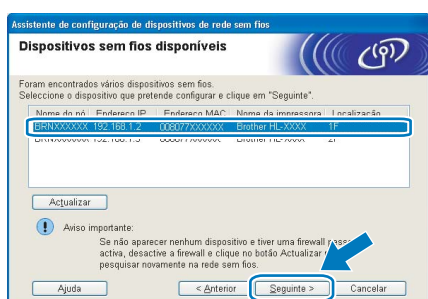 Assistente de configuração de dispositivos de rede sem fios
Dispositivos sem fios disponíveis
Foram encontrados vários dispositivos sem fios.
Seleccione o dispositivo que pretende configurar e clique em "Seguinte".
Nome do nó Endereço IP Endereço MAC Nome da impressora Localização
BRNXXXXXX 192.168.1.2 008077XXXXXX Brother HL-XXXX 1F
BRNXXXXXX 192.168.1.3 008077XXXXXX Brother HL-XXXX 2F
Actualizar
Aviso importante:
Se não aparecer nenhum dispositivo e tiver uma firewall
activa, desactive a firewall e clique no botão Actualizar
pesquisar novamente na rede sem fios.
Ajuda < Anterior Seguinte > Cancelar